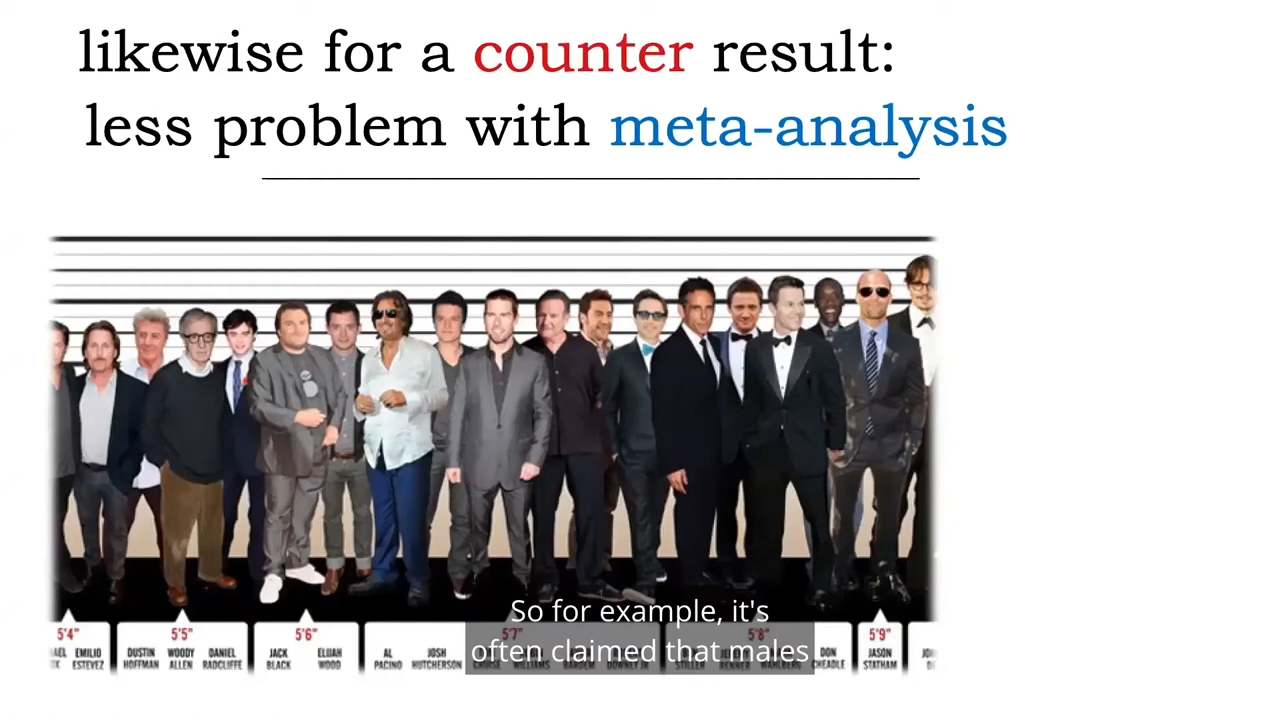 likewise for a counter result:
less problem with meta-analysis
5'4" 5'5" 5'6" 5'7" 5'8" 5'9"
EMILIO DUSTIN WOODY DANIEL JACK ELIJAH AL JOSH DON JASON
ESTEVEZ HOFFMAN ALLEN RADCLIFFE BLACK WOOD PACINO HUTCHERSON CHEADLE STATHAM
So for example, it's
often claimed that males